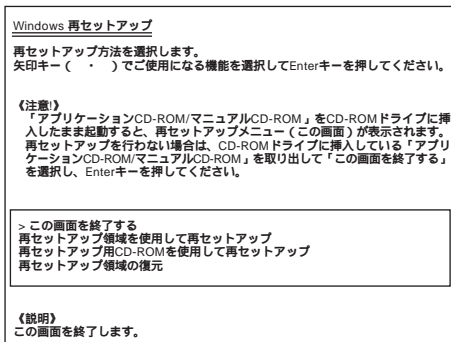 Windows 再セットアップ
再セットアップ方法を選択します。
矢印キー（　・　）でご使用になる機能を選択してEnterキーを押してください。
《注意!》
「アプリケーションCD-ROM/マニュアルCD-ROM」をCD-ROMドライブに挿
入したまま起動すると、再セットアップメニュー（この画面）が表示されます。
再セットアップを行わない場合は、CD-ROMドライブに挿入している「アプリ
ケーションCD-ROM/マニュアルCD-ROM」を取り出して「この画面を終了する」
を選択し、Enterキーを押してください。
> この画面を終了する
再セットアップ領域を使用して再セットアップ
再セットアップ用CD-ROMを使用して再セットアップ
再セットアップ領域の復元
《説明》
この画面を終了します。